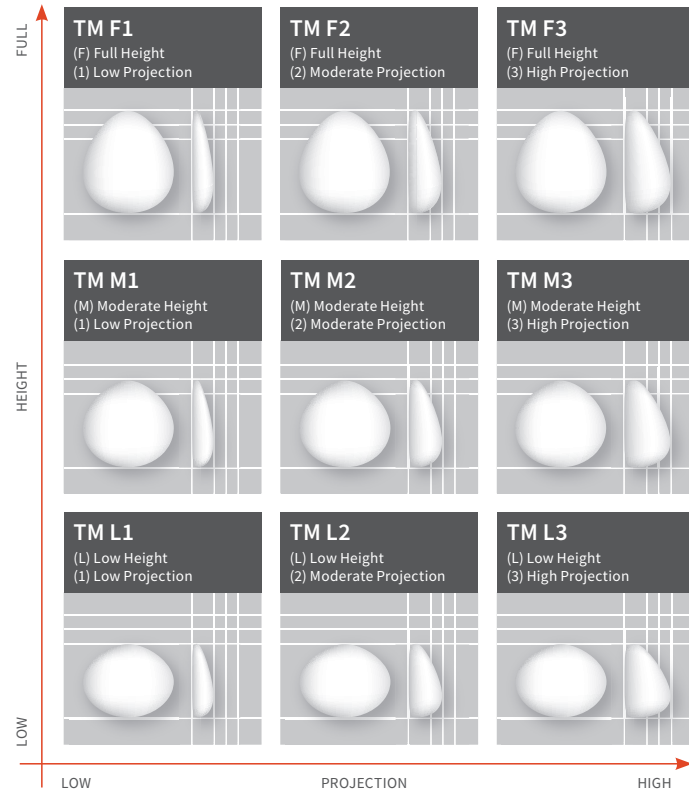 FULL
TM F1
(F) Full Height
(1) Low Projection
TM F2
(F) Full Height
(2) Moderate Projection
TM F3
(F) Full Height
(3) High Projection
HEIGHT
TM M1
(M) Moderate Height
(1) Low Projection
TM M2
(M) Moderate Height
(2) Moderate Projection
TM M3
(M) Moderate Height
(3) High Projection
LOW
TM L1
(L) Low Height
(1) Low Projection
TM L2
(L) Low Height
(2) Moderate Projection
TM L3
(L) Low Height
(3) High Projection
LOW
PROJECTION
HIGH